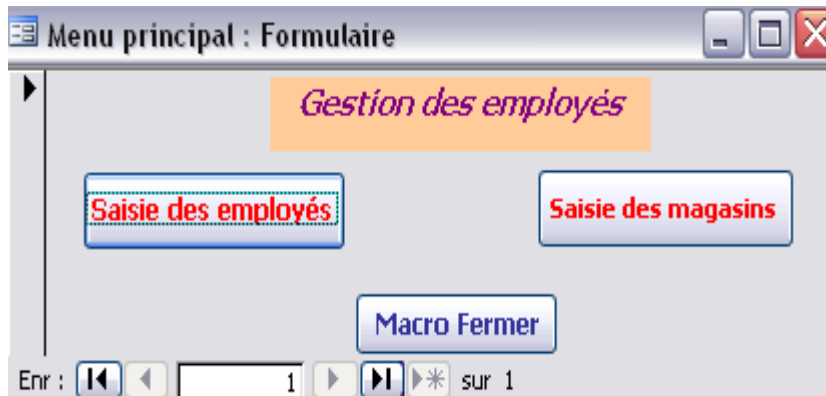 Menu principal : Formulaire
Gestion des employés
Saisie des employés
Saisie des magasins
Macro Fermer
Enr : 1 sur 1